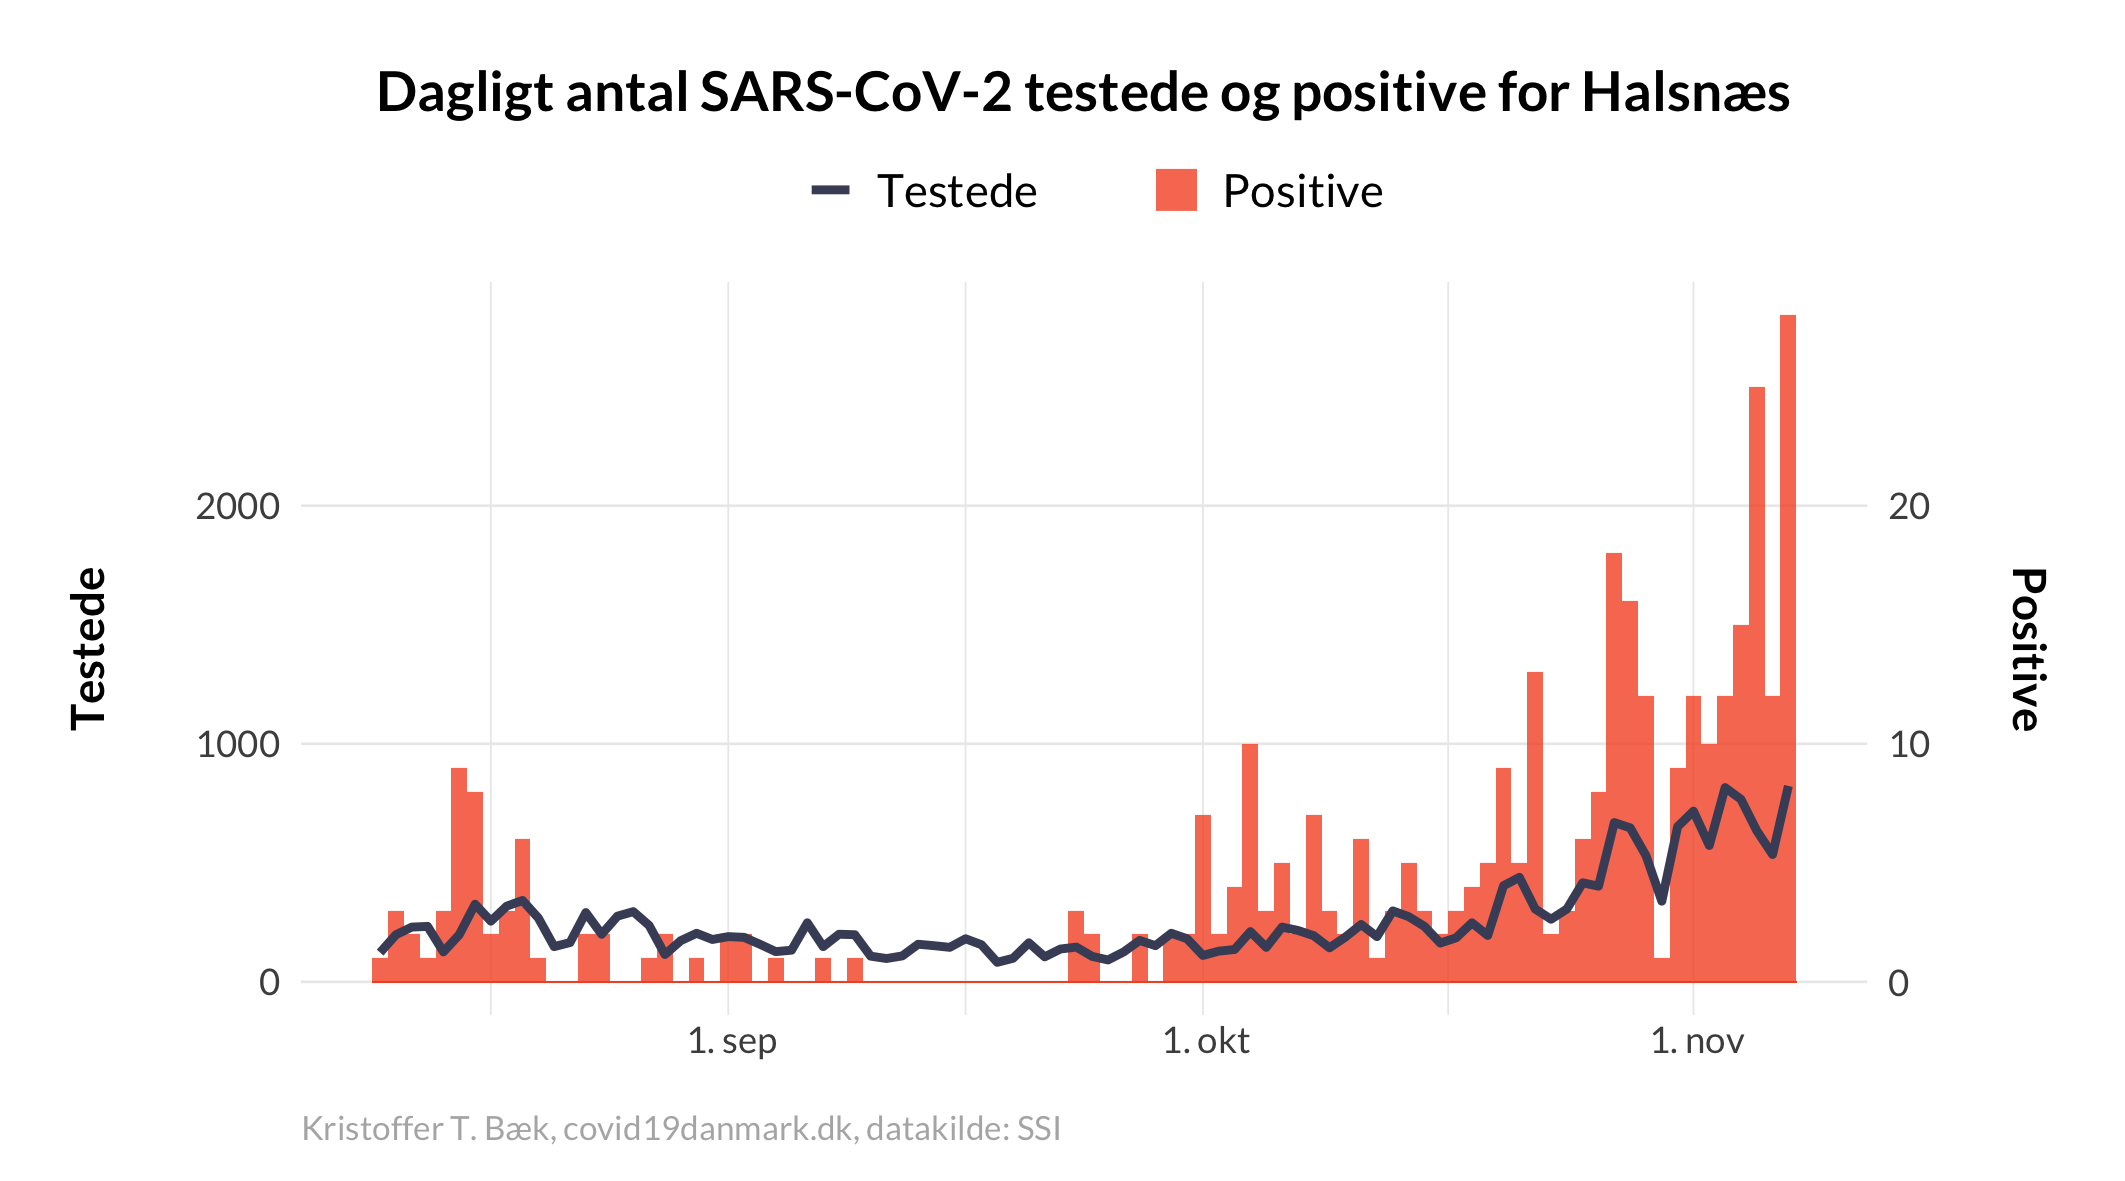 Dagligt antal SARS-CoV-2 testede og positive for Halsnæs
Testede
Positive
2000
1000
0
Testede
20
10
0
Positive
1. sep
1. okt
1. nov
Kristoffer T. Bæk, covid19danmark.dk, datakilde: SSI